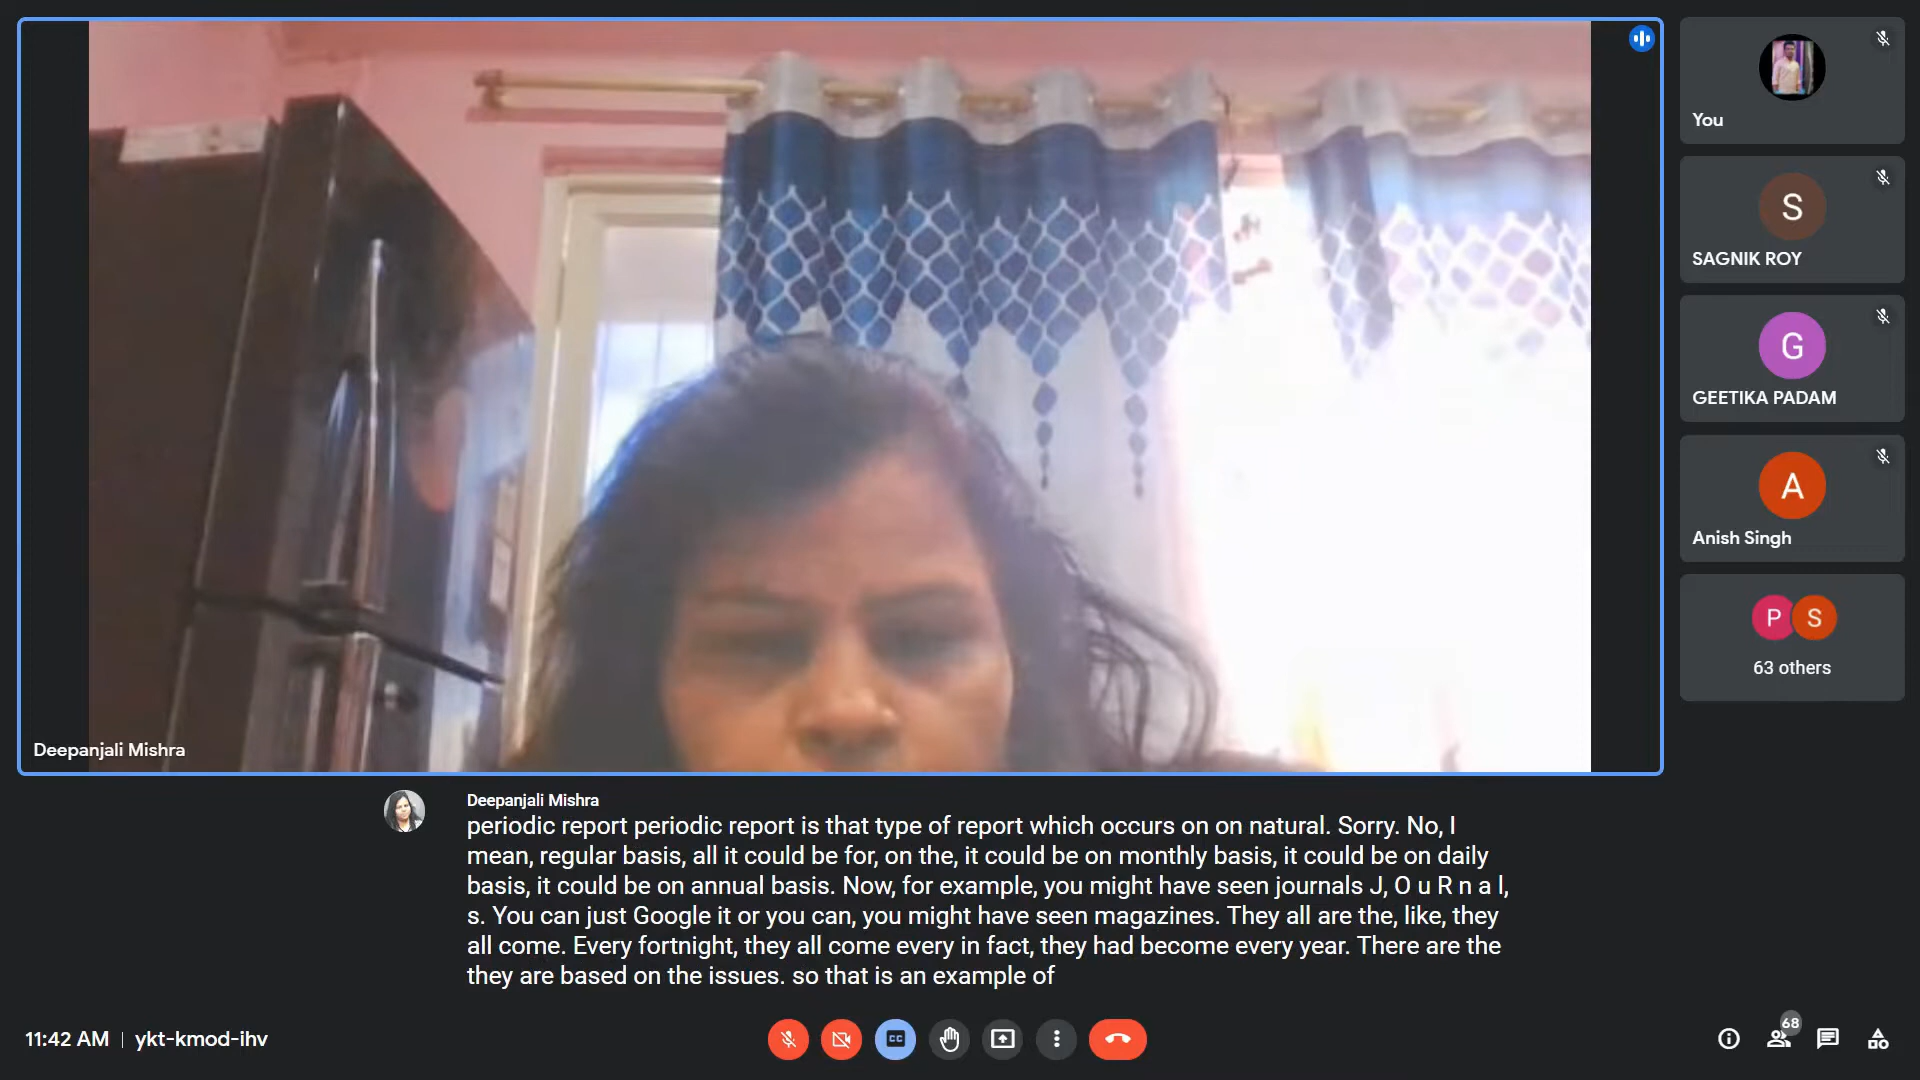 You
S
SAGNIK ROY
G
GEETIKA PADAM
A
Anish Singh
P S
63 others
Deepanjali Mishra
Deepanjali Mishra
periodic report periodic report is that type of report which occurs on on natural. Sorry. No, I
mean, regular basis, all it could be for, on the, it could be on monthly basis, it could be on daily
basis, it could be on annual basis. Now, for example, you might have seen journals J, O u R n a l,
s. You can just Google it or you can, you might have seen magazines. They all are the, like, they
all come. Every fortnight, they all come every in fact, they had become every year. There are the
they are based on the issues. so that is an example of
11:42 AM | ykt-kmod-ihv
CC
68